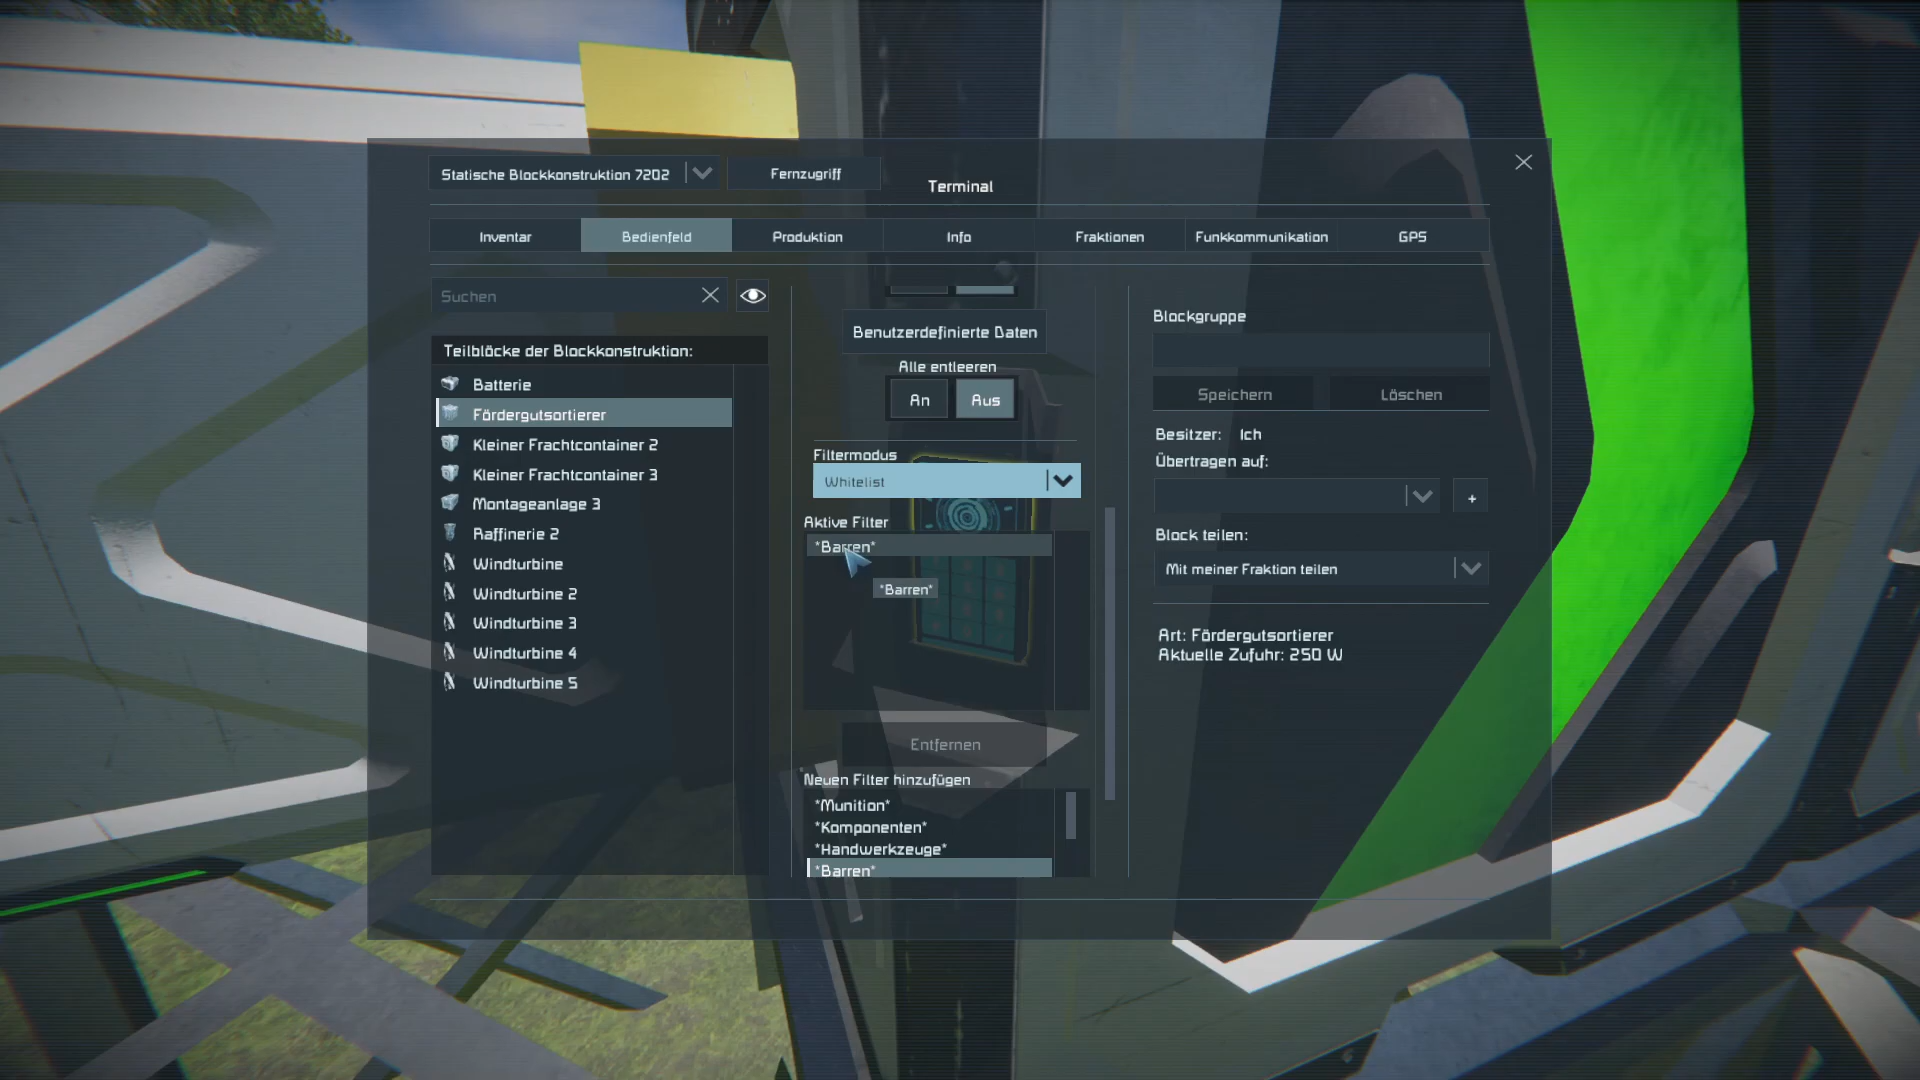 Statische Blockkonstruktion 7202
Fernzugriff
Terminal
Inventar
Bedienfeld
Produktion
Info
Fraktionen
Funkkommunikation
GPS
Suchen
Teilblöcke der Blockkonstruktion:
Batterie
Fördergutsortierer
Kleiner Frachtcontainer 2
Kleiner Frachtcontainer 3
Montageanlage 3
Raffinerie 2
Windturbine
Windturbine 2
Windturbine 3
Windturbine 4
Windturbine 5
Benutzerdefinierte Daten
Alle entleeren
An
Aus
Filtermodus
Whitelist
Aktive Filter
*Barren*
*Barren*
Entfernen
Neuen Filter hinzufügen
*Munition*
*Komponenten*
*Handwerkzeuge*
*Barren*
Blockgruppe
Speichern
Löschen
Besitzer: Ich
Übertragen auf:
+
Block teilen:
Mit meiner Fraktion teilen
Art: Fördergutsortierer
Aktuelle Zufuhr: 250 W